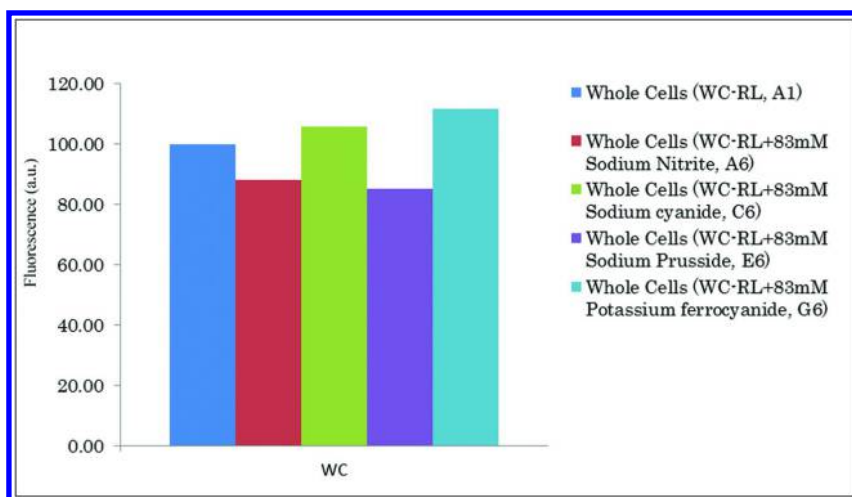 120.00
100.00
80.00
60.00
40.00
20.00
0.00
Fluorescence (a.u.)
WC
Whole Cells (WC-RL, A1)
Whole Cells (WC-RL+83mM
Sodium Nitrite, A6)
Whole Cells (WC-RL+83mM
Sodium cyanide, C6)
Whole Cells (WC-RL+83mM
Sodium Prusside, E6)
Whole Cells (WC-RL+83mM
Potassium ferrocyanide, G6)